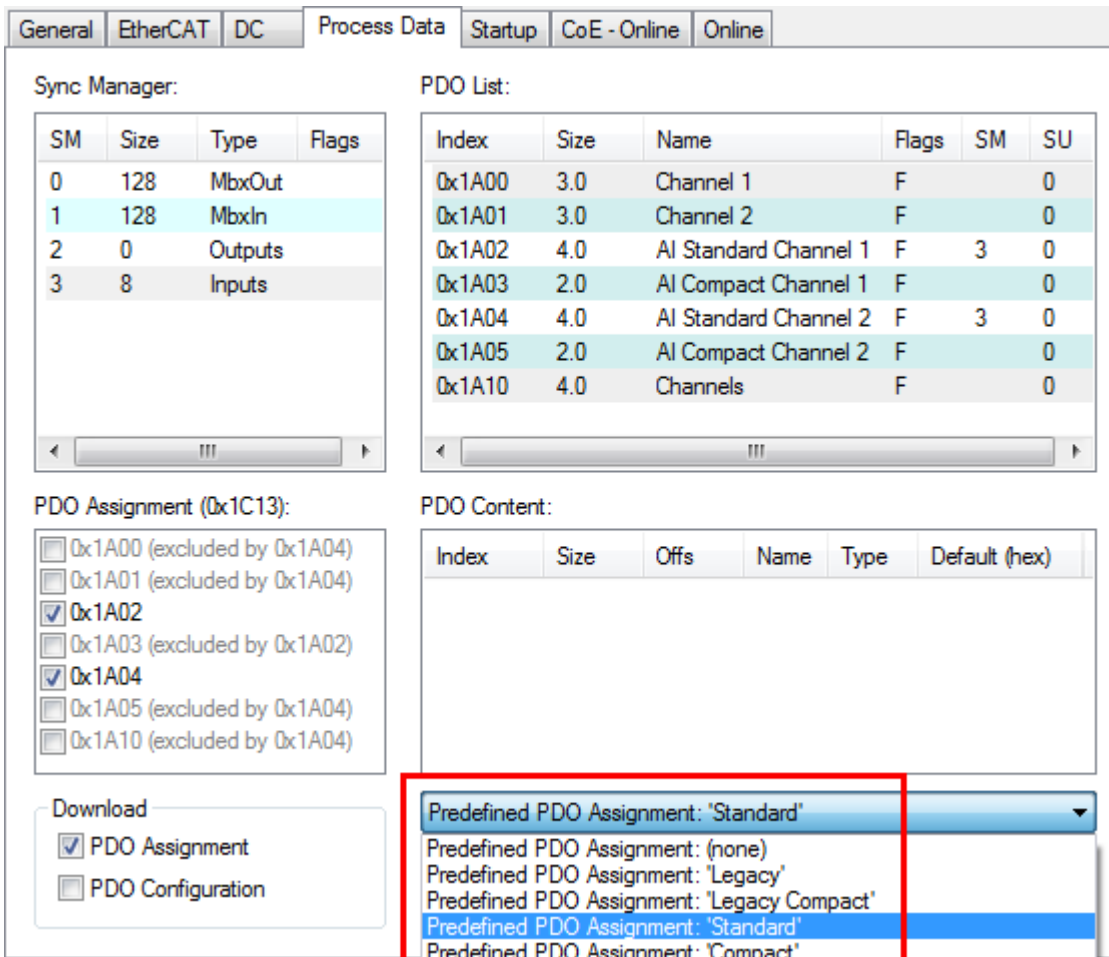 General EtherCAT DC Process Data Startup CoE - Online Online
Sync Manager: PDO List:
SM Size Type Flags Index Size Name Flags SM SU
0 128 MbxOut 0x1A00 3.0 Channel 1 F 0
1 128 MbxIn 0x1A01 3.0 Channel 2 F 0
2 0 Outputs 0x1A02 4.0 AI Standard Channel 1 F 3 0
3 8 Inputs 0x1A03 2.0 AI Compact Channel 1 F 0
0x1A04 4.0 AI Standard Channel 2 F 3 0
0x1A05 2.0 AI Compact Channel 2 F 0
0x1A10 4.0 Channels F 0
PDO Assignment (0x1C13): PDO Content:
0x1A00 (excluded by 0x1A04) Index Size Offs Name Type Default (hex)
0x1A01 (excluded by 0x1A04)
0x1A02
0x1A03 (excluded by 0x1A02)
0x1A04
0x1A05 (excluded by 0x1A04)
0x1A10 (excluded by 0x1A04)
Download Predefined PDO Assignment: 'Standard'
PDO Assignment Predefined PDO Assignment: (none)
Predefined PDO Assignment: 'Legacy'
PDO Configuration Predefined PDO Assignment: 'Legacy Compact'
Predefined PDO Assignment: 'Standard'
Predefined PDO Assignment: 'Compact'